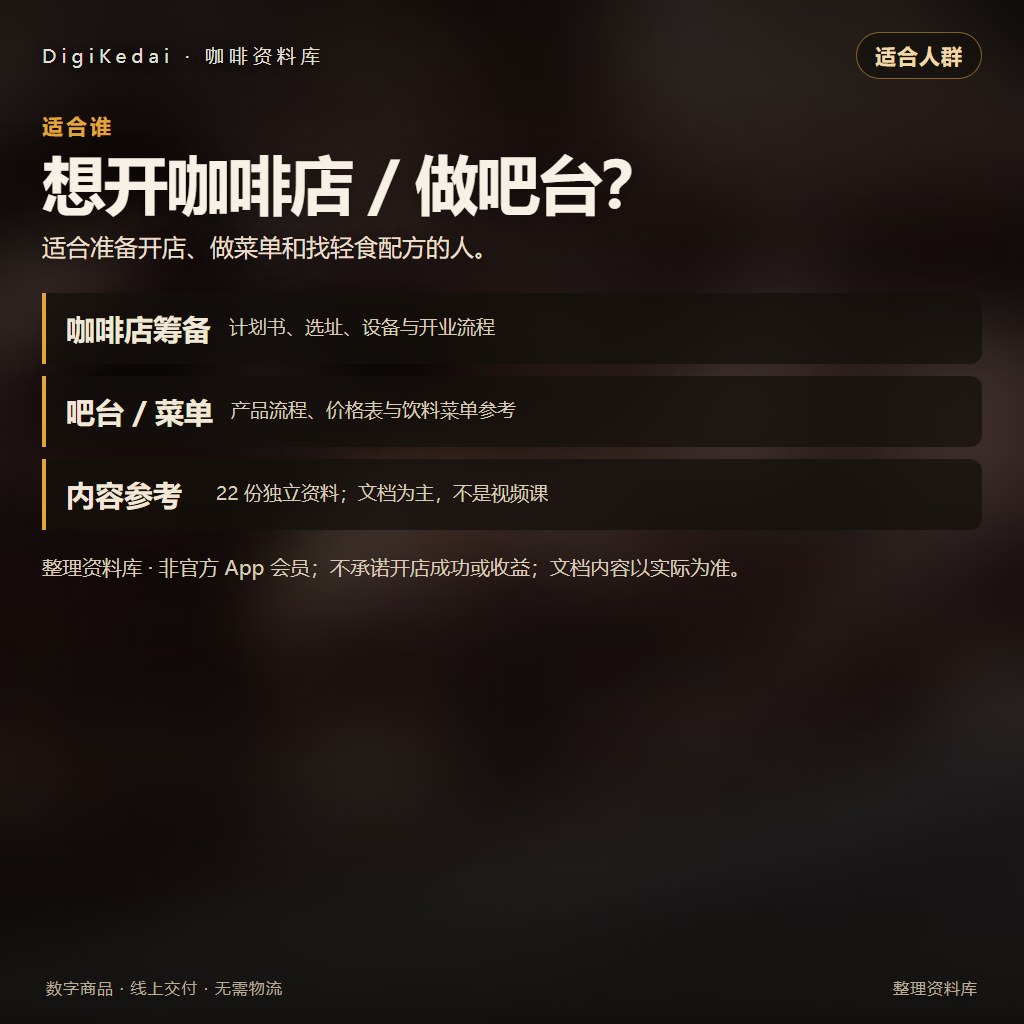 DigiKedai · 咖啡资料库
适合人群
适合谁
想开咖啡店 / 做吧台?
适合准备开店、做菜单和找轻食配方的人。
咖啡店筹备 计划书、选址、设备与开业流程
吧台 / 菜单 产品流程、价格表与饮料菜单参考
内容参考 22 份独立资料；文档为主，不是视频课
整理资料库 · 非官方 App 会员；不承诺开店成功或收益；文档内容以实际为准。
数字商品 · 线上交付 · 无需物流
整理资料库